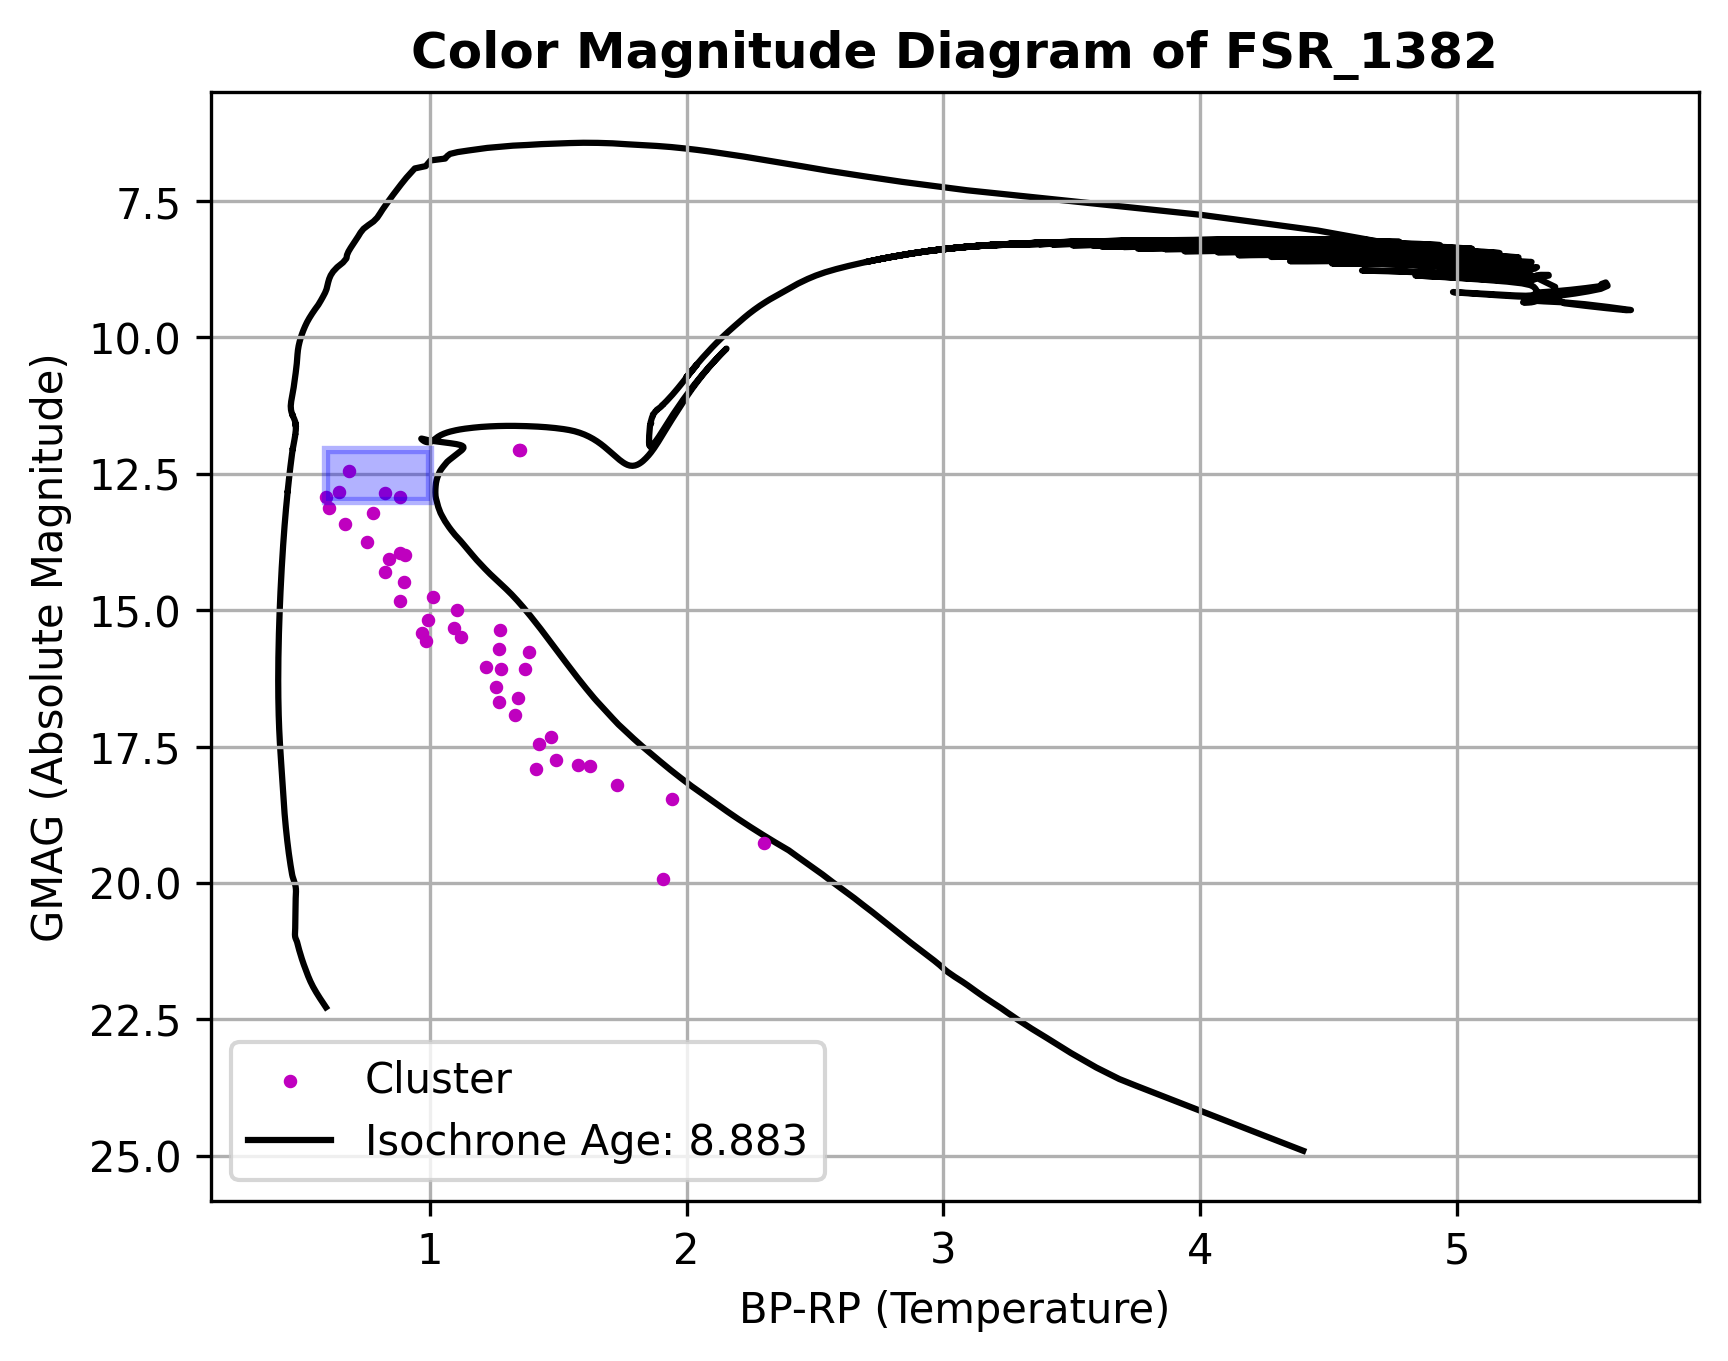 Color Magnitude Diagram of FSR_1382
GMAG (Absolute Magnitude)
7.5
10.0
12.5
15.0
17.5
20.0
22.5
25.0
Cluster
Isochrone Age: 8.883
1
2
3
4
5
BP-RP (Temperature)